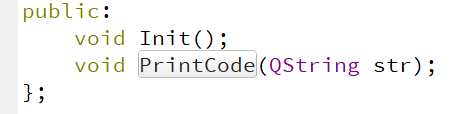 public:
void Init();
void PrintCode(QString str);
};